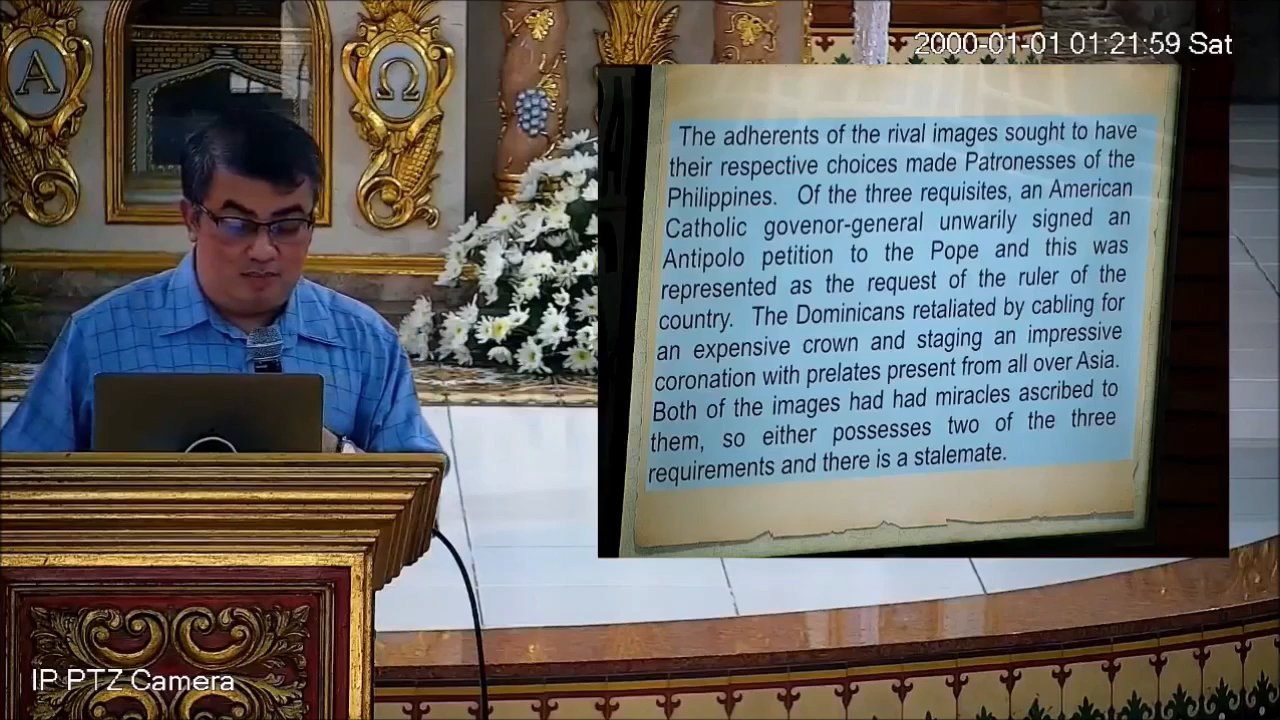 A
Ω
2000-01-01 01:21:59 Sat
The adherents of the rival images sought to have
their respective choices made Patronesses of the
Philippines. Of the three requisites, an American
Catholic govenor-general unwarily signed an
Antipolo petition to the Pope and this was
represented as the request of the ruler of the
country. The Dominicans retaliated by cabling for
an expensive crown and staging an impressive
coronation with prelates present from all over Asia.
Both of the images had had miracles ascribed to
them, so either possesses two of the three
requirements and there is a stalemate.
IP PTZ Camera